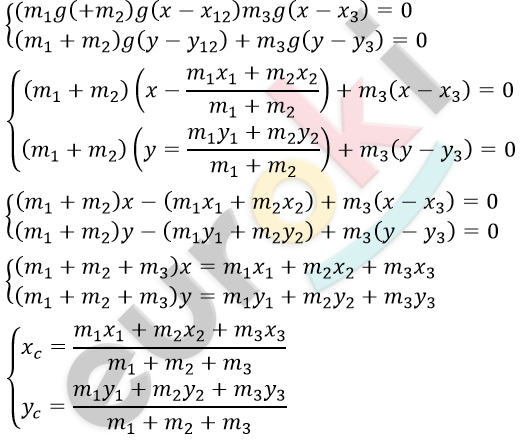 {(m₁g(+m₂)g(x − x₁₂)m₃g(x − x₃) = 0
(m₁ + m₂)g(y − y₁₂) + m₃g(y − y₃) = 0
{(m₁ + m₂)(x − (m₁x₁ + m₂x₂)/(m₁ + m₂)) + m₃(x − x₃) = 0
(m₁ + m₂)(y = (m₁y₁ + m₂y₂)/(m₁ + m₂)) + m₃(y − y₃) = 0
{(m₁ + m₂)x − (m₁x₁ + m₂x₂) + m₃(x − x₃) = 0
(m₁ + m₂)y − (m₁y₁ + m₂y₂) + m₃(y − y₃) = 0
{(m₁ + m₂ + m₃)x = m₁x₁ + m₂x₂ + m₃x₃
(m₁ + m₂ + m₃)y = m₁y₁ + m₂y₂ + m₃y₃
{x_c = (m₁x₁ + m₂x₂ + m₃x₃)/(m₁ + m₂ + m₃)
y_c = (m₁y₁ + m₂y₂ + m₃y₃)/(m₁ + m₂ + m₃)
euroki